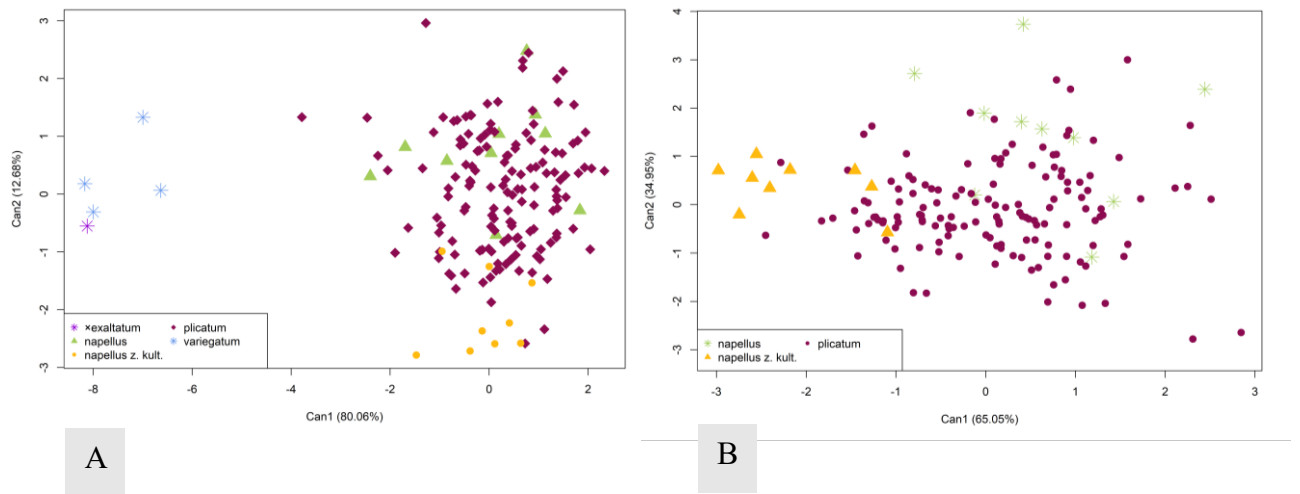 3
2
1
0
-1
-2
-3
Can2 (12.68%)
×exaltatum plicatum
napellus variegatum
napellus z. kult.
-8 -6 -4 -2 0 2
Can1 (80.06%)
A
4
3
2
1
0
-1
-2
-3
Can2 (34.95%)
napellus plicatum
napellus z. kult.
-3 -2 -1 0 1 2 3
Can1 (65.05%)
B